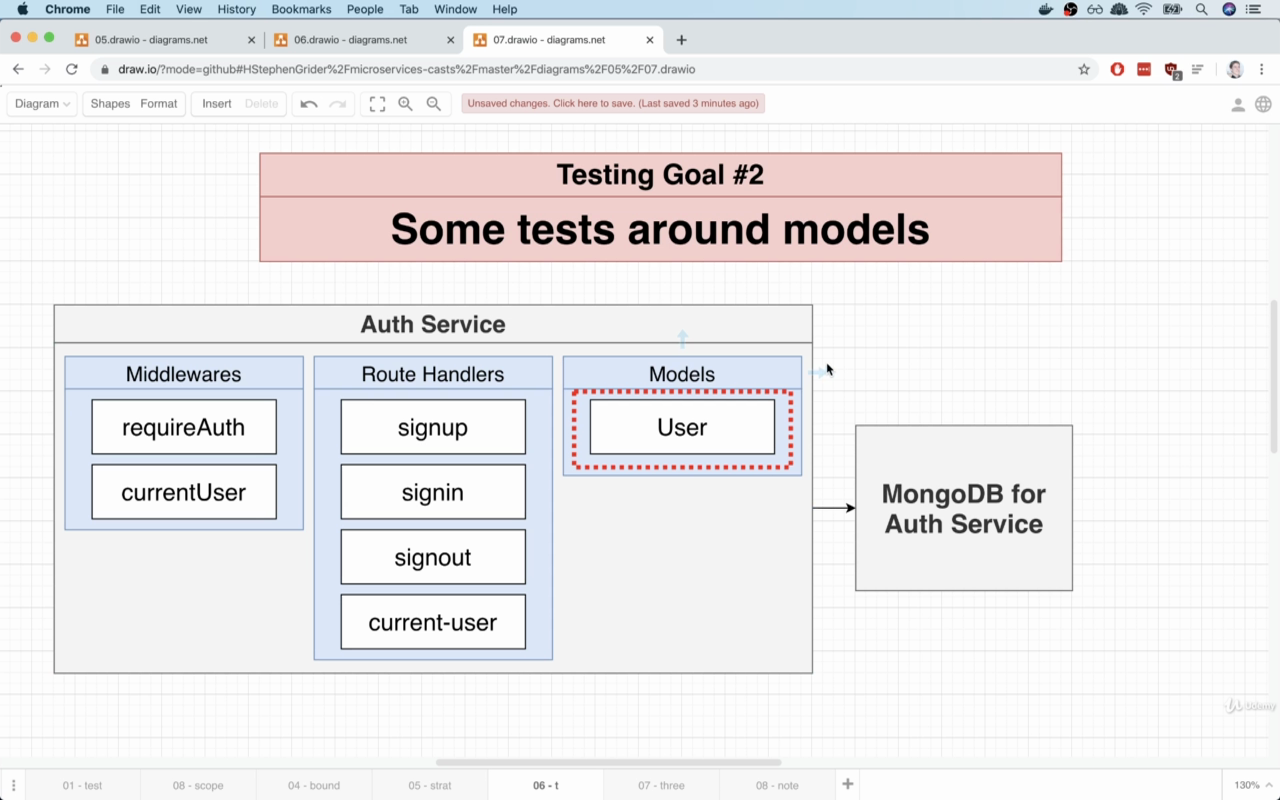 Chrome File Edit View History Bookmarks People Tab Window Help
05.drawio - diagrams.net
06.drawio - diagrams.net
07.drawio - diagrams.net
draw.io/?mode=github#HStephenGrider%2Fmicroservices-casts%2Fmaster%2Fdiagrams%2F05%2F07.drawio
2
Diagram Shapes Format Insert Delete Unsaved changes. Click here to save. (Last saved 3 minutes ago)
Testing Goal #2
Some tests around models
Auth Service
Middlewares
requireAuth
currentUser
Route Handlers
signup
signin
signout
current-user
Models
User
MongoDB for
Auth Service
Udemy
01 - test 08 - scope 04 - bound 05 - strat 06 - t 07 - three 08 - note 130%